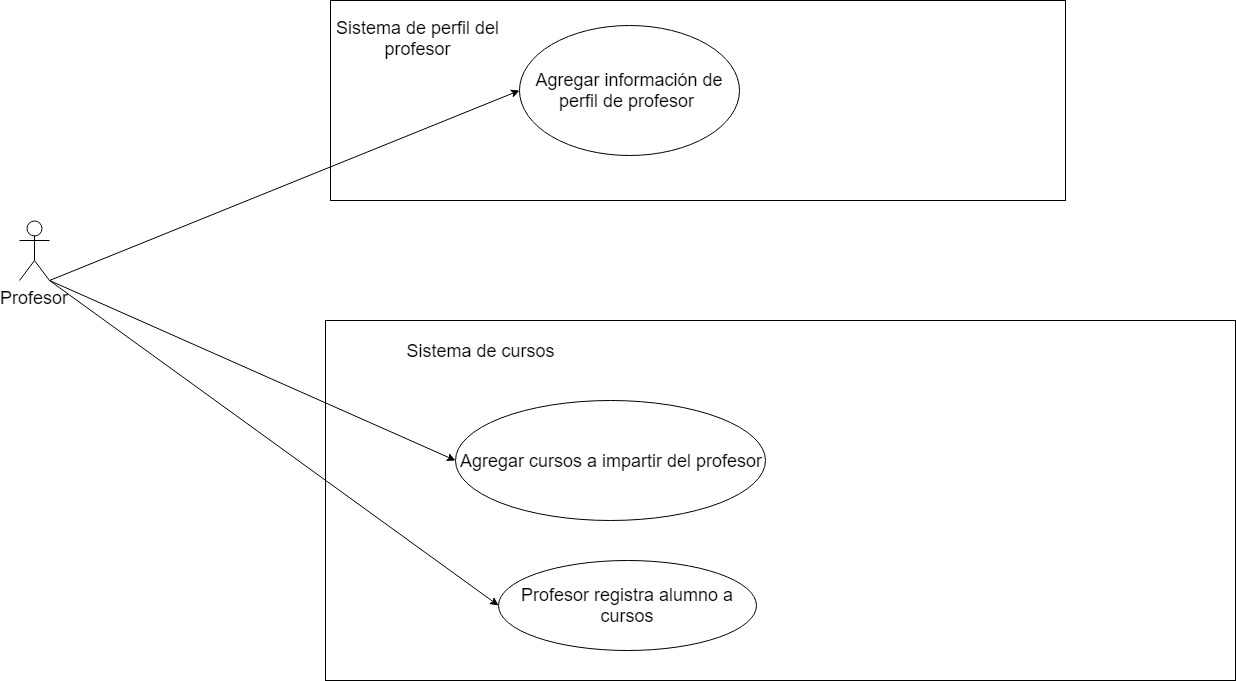 Sistema de perfil del
profesor
Agregar información de
perfil de profesor
Profesor
Sistema de cursos
Agregar cursos a impartir del profesor
Profesor registra alumno a
cursos